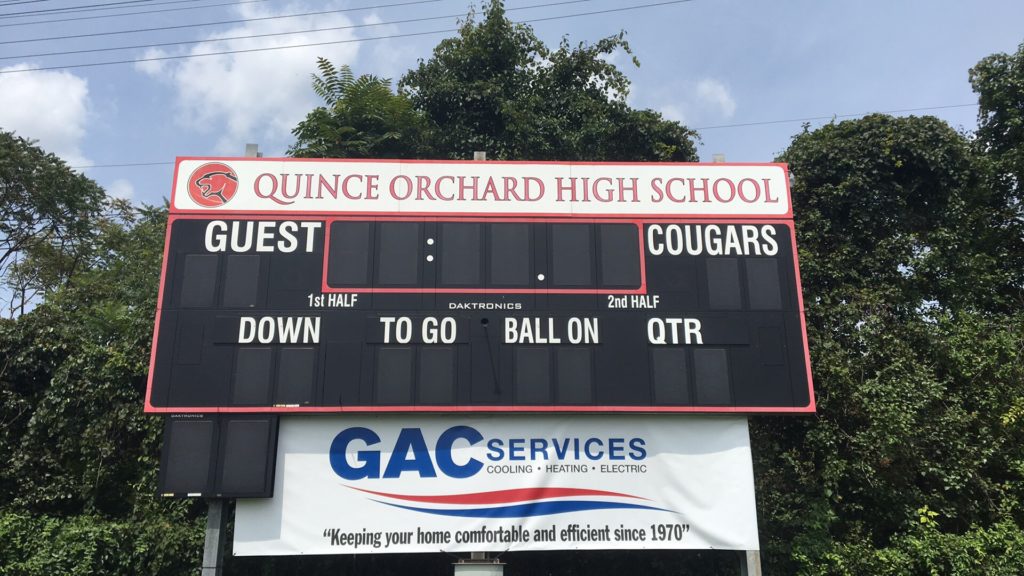 QUINCE ORCHARD HIGH SCHOOL
GUEST
COUGARS
1st HALF
DAKTRONICS
2nd HALF
DOWN
TO GO
BALL ON
QTR
DAKTRONICS
GAC SERVICES
COOLING • HEATING • ELECTRIC
“Keeping your home comfortable and efficient since 1970”